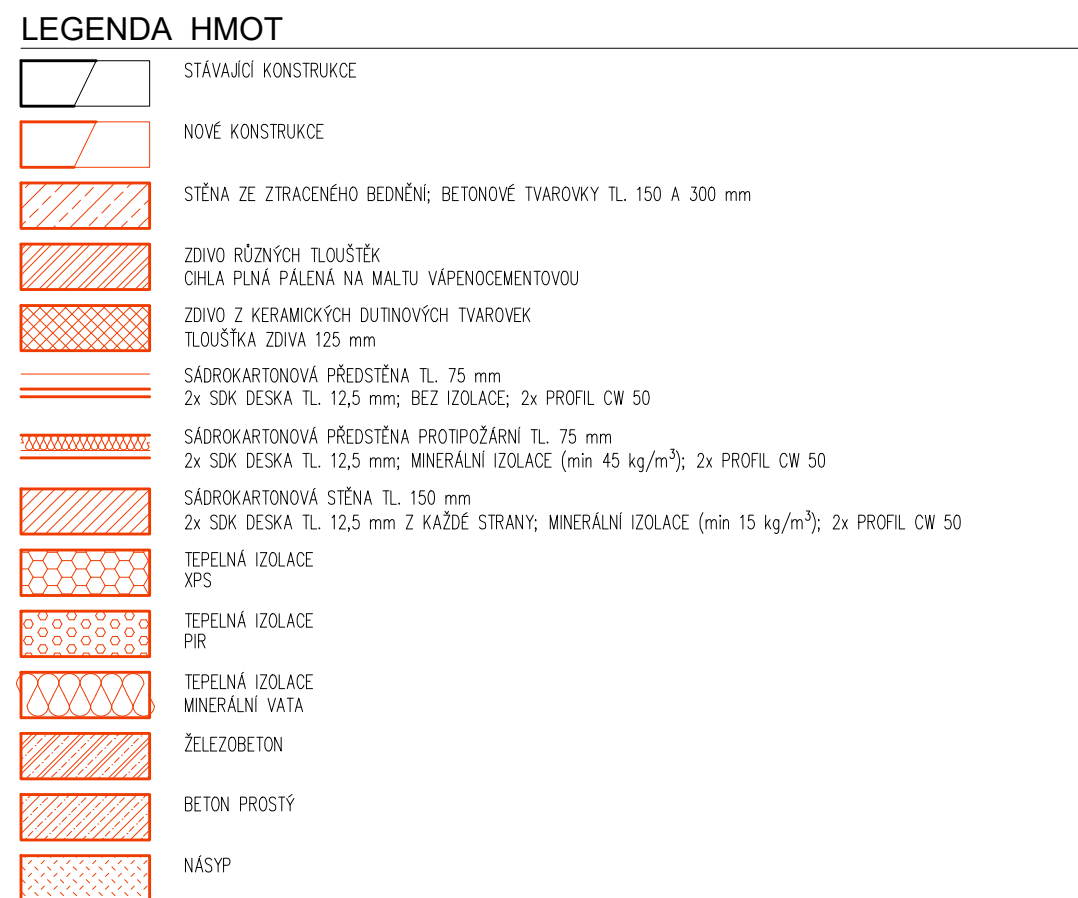 LEGENDA HMOT
STÁVAJÍCÍ KONSTRUKCE
NOVÉ KONSTRUKCE
STĚNA ZE ZTRACENÉHO BEDNĚNÍ; BETONOVÉ TVAROVKY TL. 150 A 300 mm
ZDIVO RŮZNÝCH TLOUŠTĚK
CIHLA PLNÁ PÁLENÁ NA MALTU VÁPENOCEMENTOVOU
ZDIVO Z KERAMICKÝCH DUTINOVÝCH TVAROVEK
TLOUŠŤKA ZDIVA 125 mm
SÁDROKARTONOVÁ PŘEDSTĚNA TL. 75 mm
2x SDK DESKA TL. 12,5 mm; BEZ IZOLACE; 2x PROFIL CW 50
SÁDROKARTONOVÁ PŘEDSTĚNA PROTIPOŽÁRNÍ TL. 75 mm
2x SDK DESKA TL. 12,5 mm; MINERÁLNÍ IZOLACE (min 45 kg/m³); 2x PROFIL CW 50
SÁDROKARTONOVÁ STĚNA TL. 150 mm
2x SDK DESKA TL. 12,5 mm Z KAŽDÉ STRANY; MINERÁLNÍ IZOLACE (min 15 kg/m³); 2x PROFIL CW 50
TEPELNÁ IZOLACE
XPS
TEPELNÁ IZOLACE
PIR
TEPELNÁ IZOLACE
MINERÁLNÍ VATA
ŽELEZOBETON
BETON PROSTÝ
NÁSYP